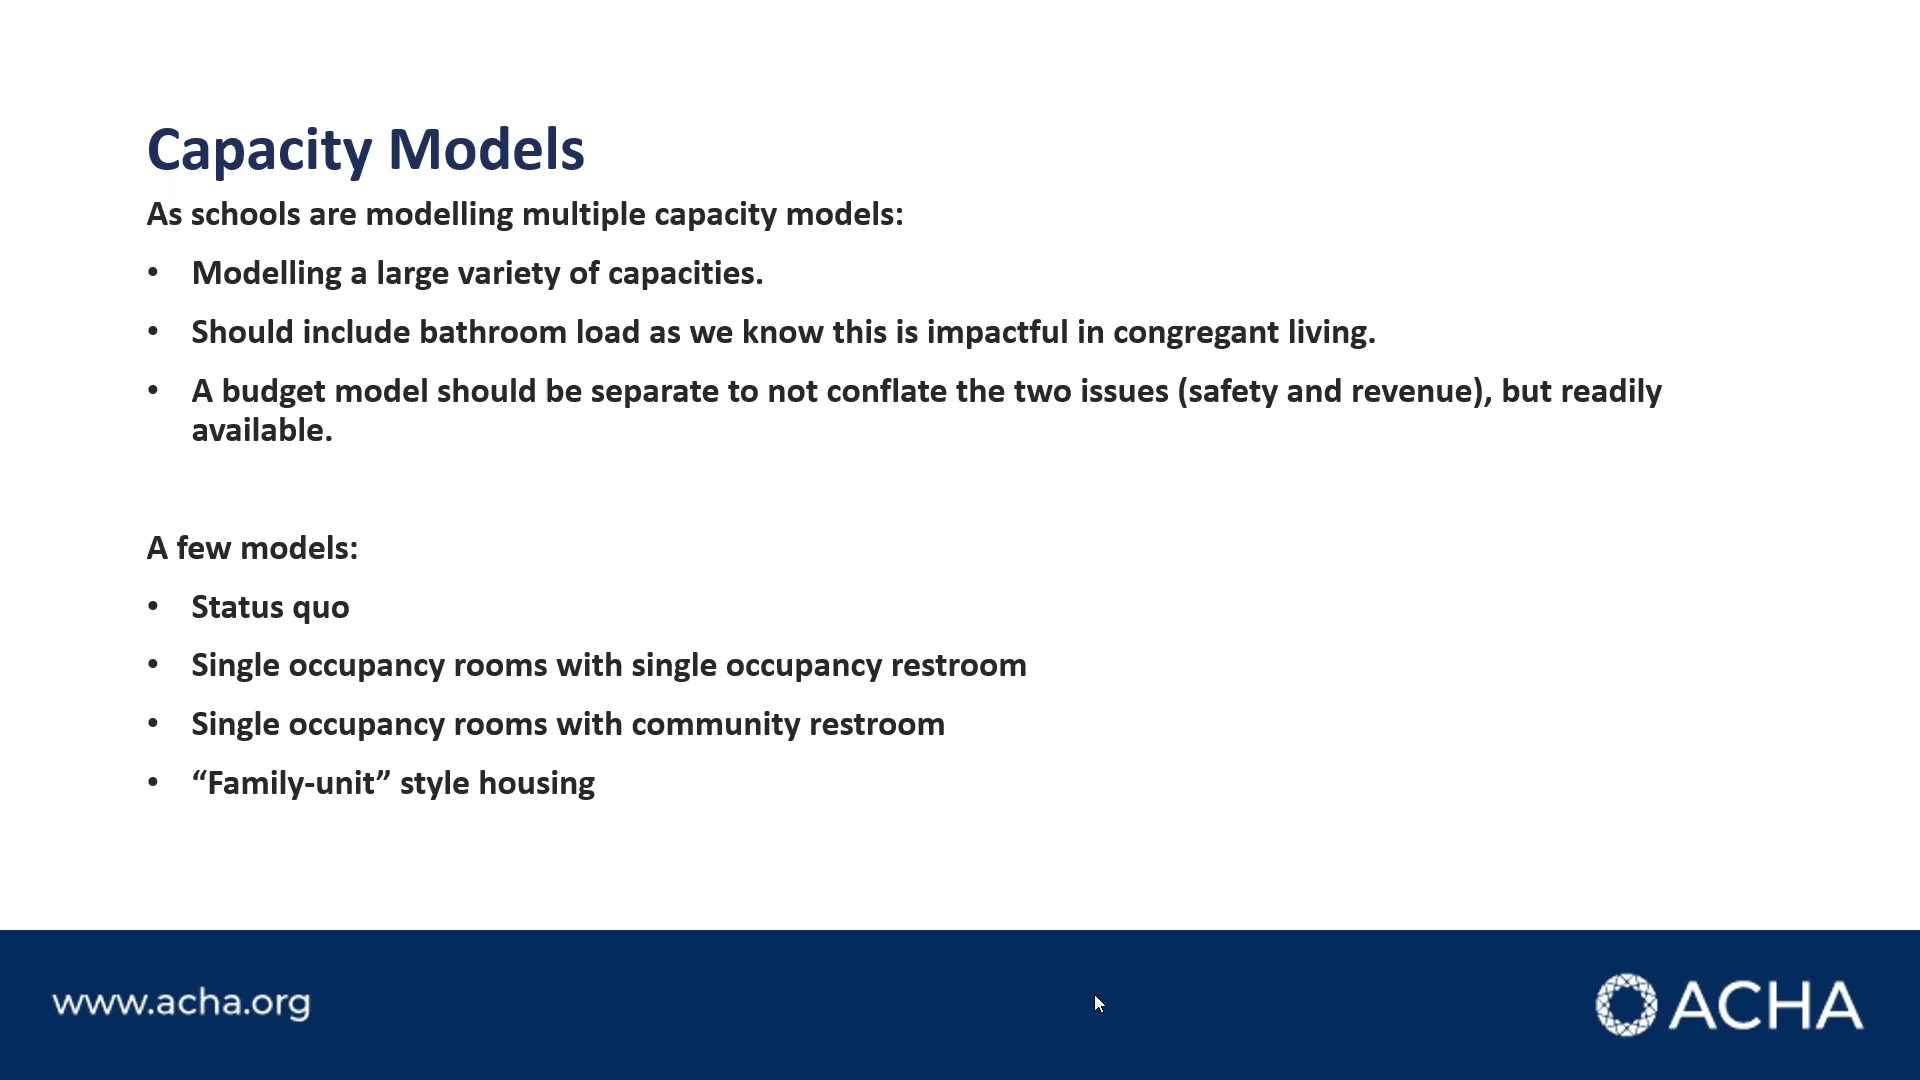 Capacity Models
As schools are modelling multiple capacity models:
• Modelling a large variety of capacities.
• Should include bathroom load as we know this is impactful in congregant living.
• A budget model should be separate to not conflate the two issues (safety and revenue), but readily
available.
A few models:
• Status quo
• Single occupancy rooms with single occupancy restroom
• Single occupancy rooms with community restroom
• “Family-unit” style housing
www.acha.org
ACHA